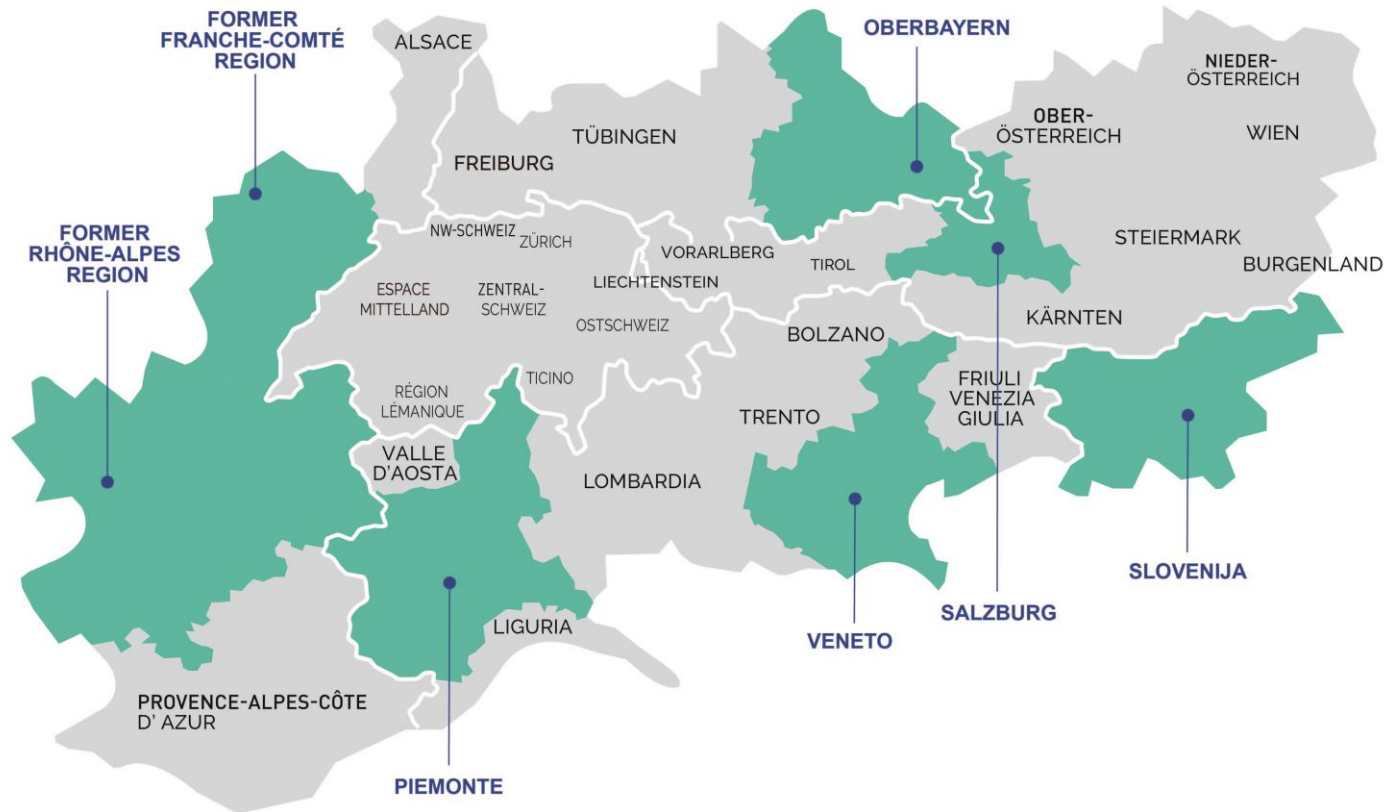 FORMER
FRANCHE-COMTÉ
REGION
ALSACE
OBERBAYERN
NIEDER-
ÖSTERREICH
OBER-
ÖSTERREICH
WIEN
TÜBINGEN
FREIBURG
FORMER
RHÔNE-ALPES
REGION
NW-SCHWEIZ
ZÜRICH
VORARLBERG
TIROL
STEIERMARK
BURGENLAND
LIECHTENSTEIN
ESPACE
MITTELLAND
ZENTRAL-
SCHWEIZ
OSTSCHWEIZ
BOLZANO
KÄRNTEN
TICINO
RÉGION
LÉMANIQUE
FRIULI
VENEZIA
GIULIA
TRENTO
VALLE
D'AOSTA
LOMBARDIA
SLOVENIJA
SALZBURG
VENETO
LIGURIA
PROVENCE-ALPES-CÔTE
D' AZUR
PIEMONTE